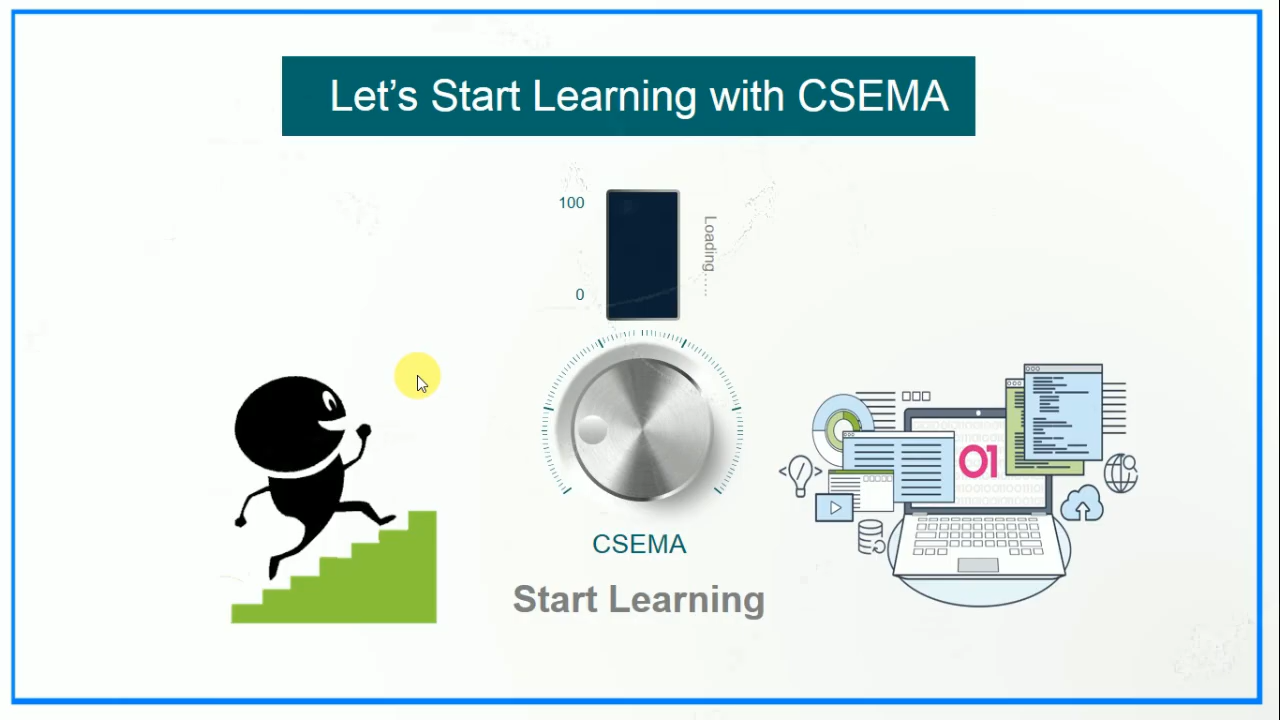 Let’s Start Learning with CSEMA
100
Loading......
0
01
CSEMA
Start Learning